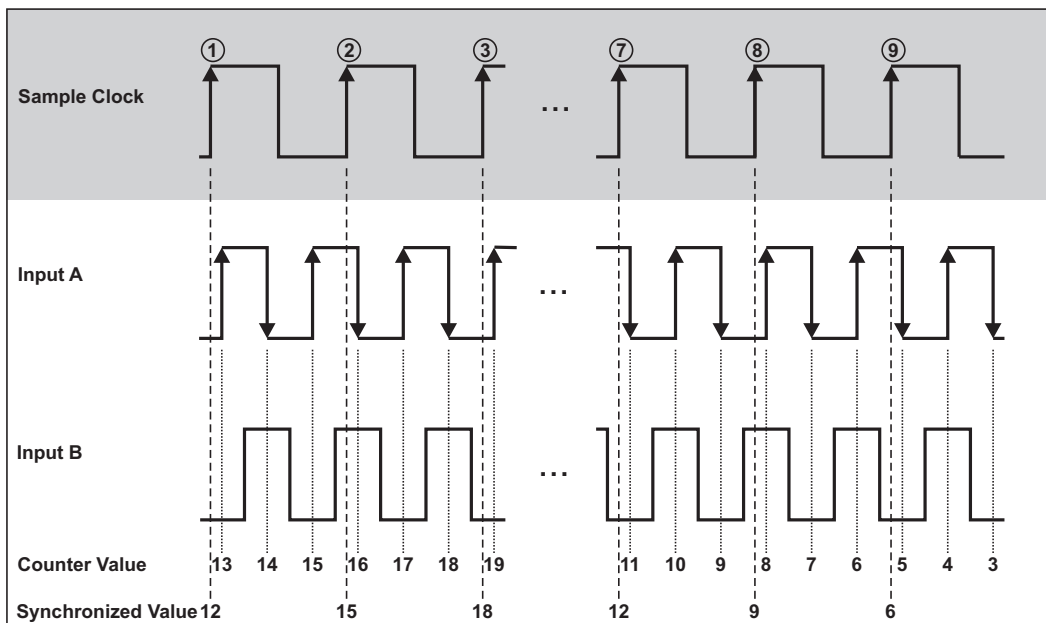 ① ② ③ ⑦ ⑧ ⑨
Sample Clock
...
Input A
...
Input B
...
Counter Value 13 14 15 16 17 18 19 11 10 9 8 7 6 5 4 3
Synchronized Value 12 15 18 12 9 6